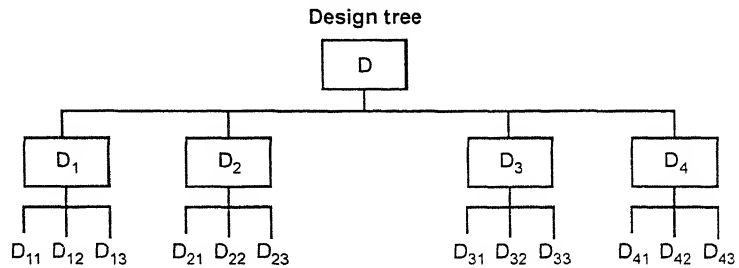 Design tree
D
D₁ D₂ D₃ D₄
D₁₁ D₁₂ D₁₃ D₂₁ D₂₂ D₂₃ D₃₁ D₃₂ D₃₃ D₄₁ D₄₂ D₄₃